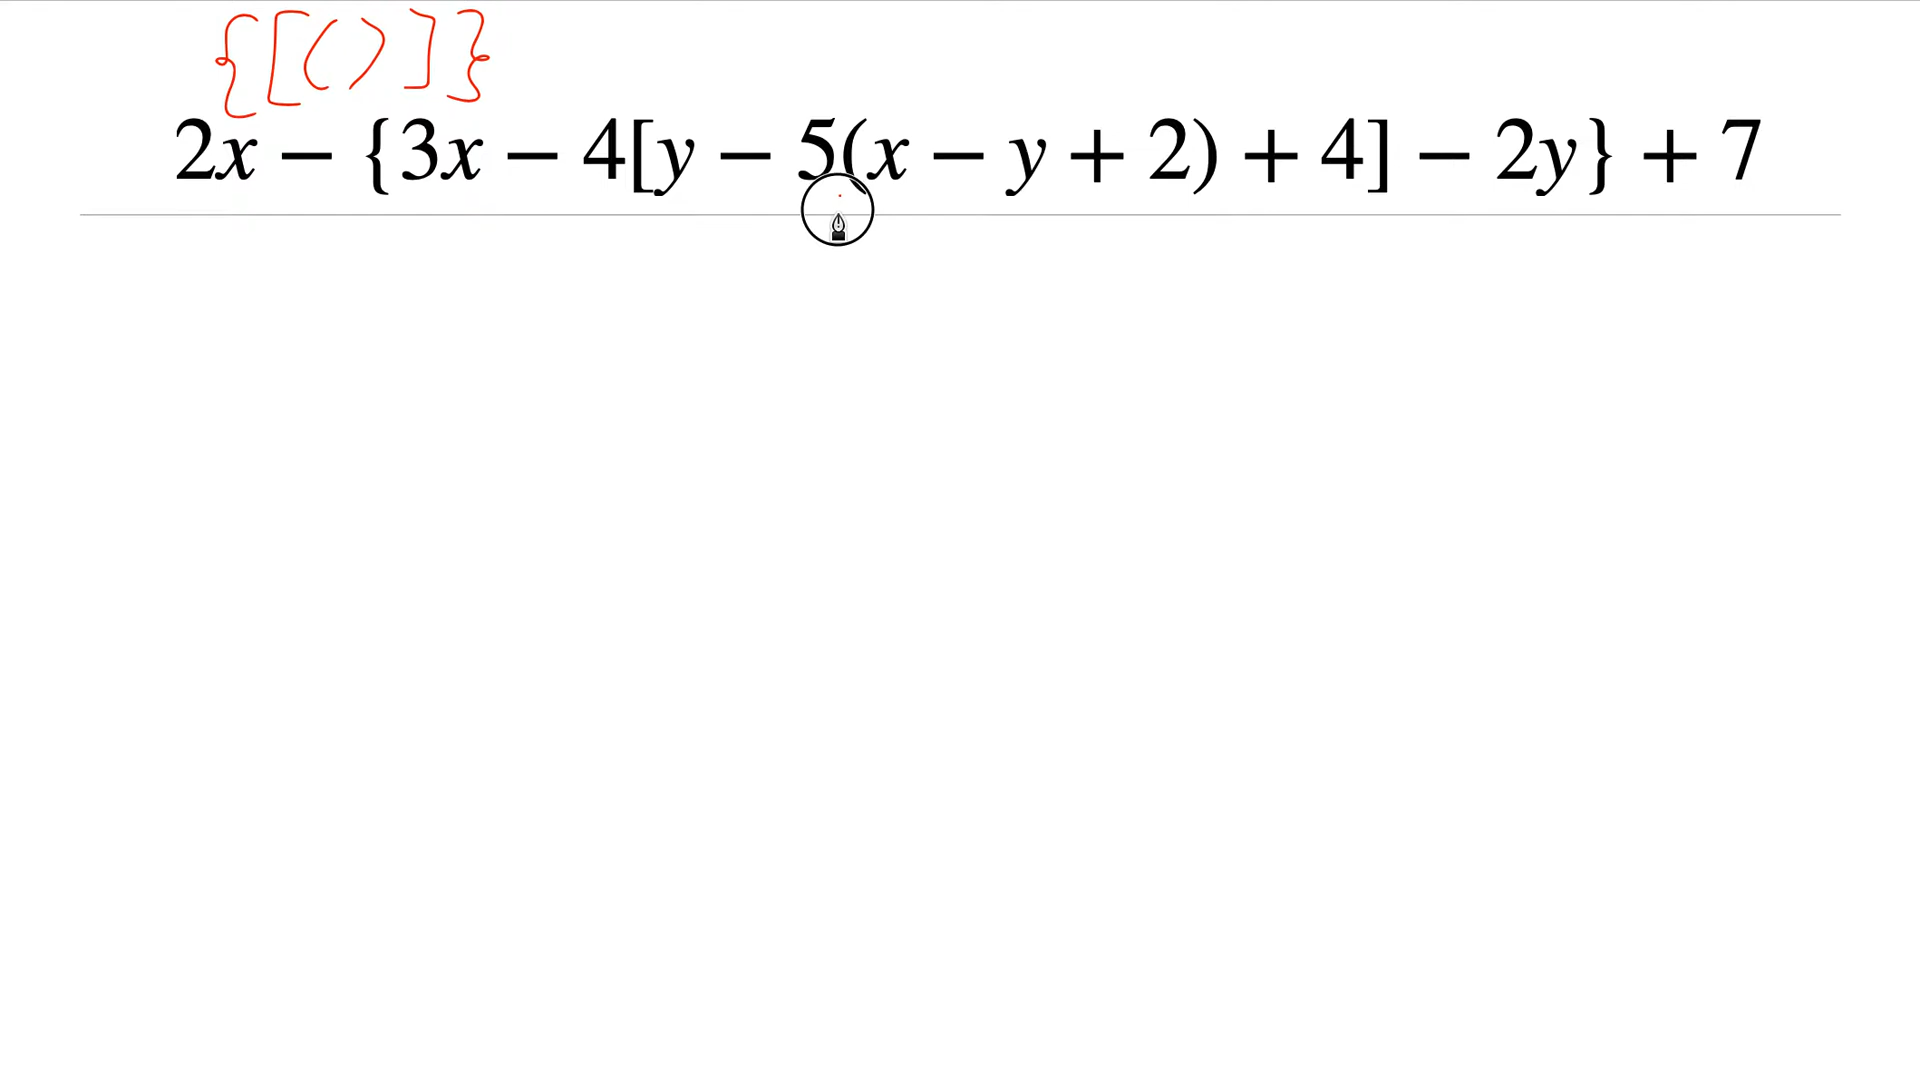 {[()]}
2x − {3x − 4[y − 5(x − y + 2) + 4] − 2y} + 7